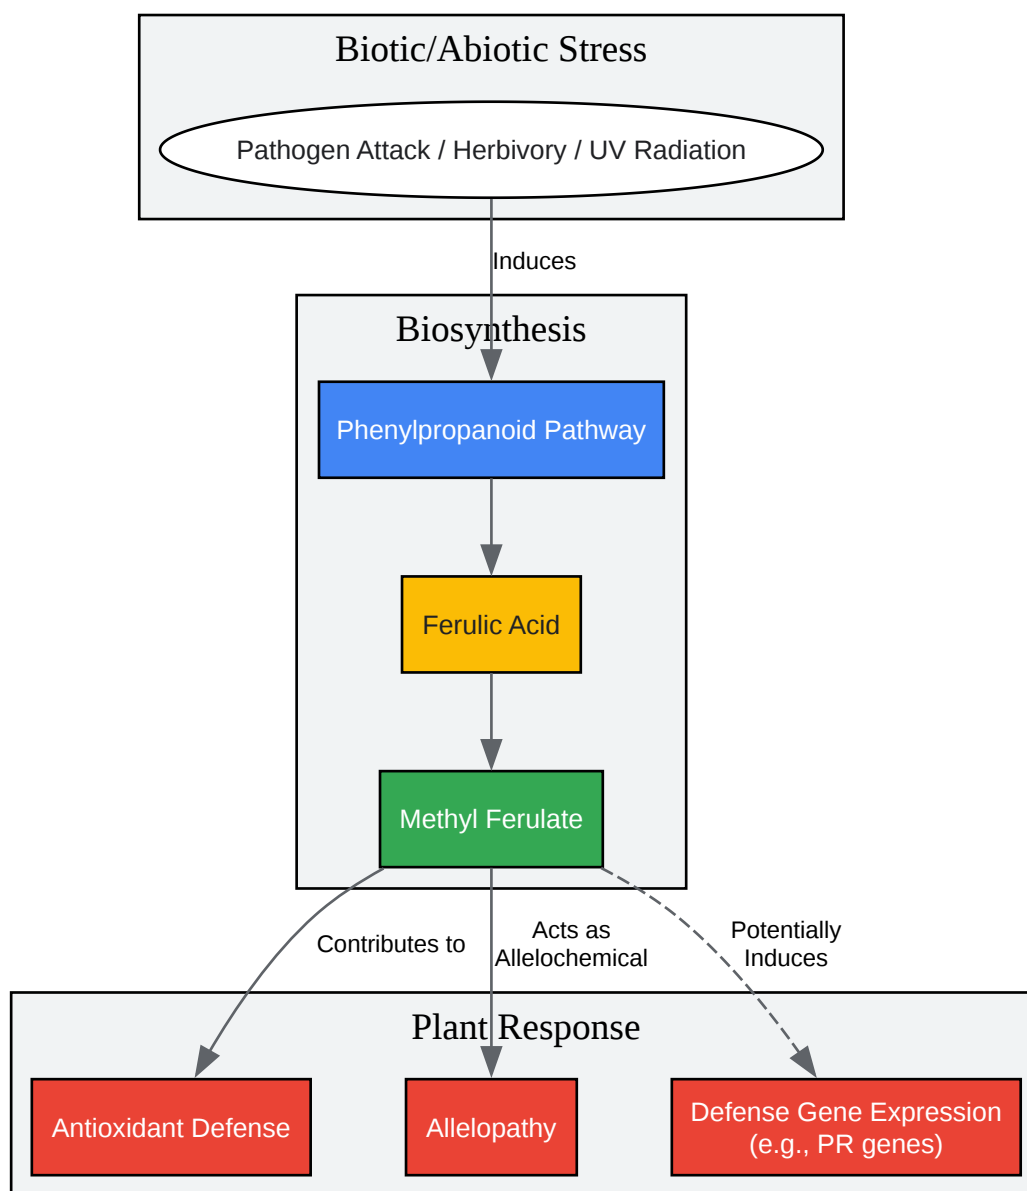 Biotic/Abiotic Stress
Pathogen Attack / Herbivory / UV Radiation
Induces
Biosynthesis
Phenylpropanoid Pathway
Ferulic Acid
Methyl Ferulate
Contributes to
Acts as
Allelochemical
Potentially
Induces
Plant Response
Antioxidant Defense
Allelopathy
Defense Gene Expression
(e.g., PR genes)